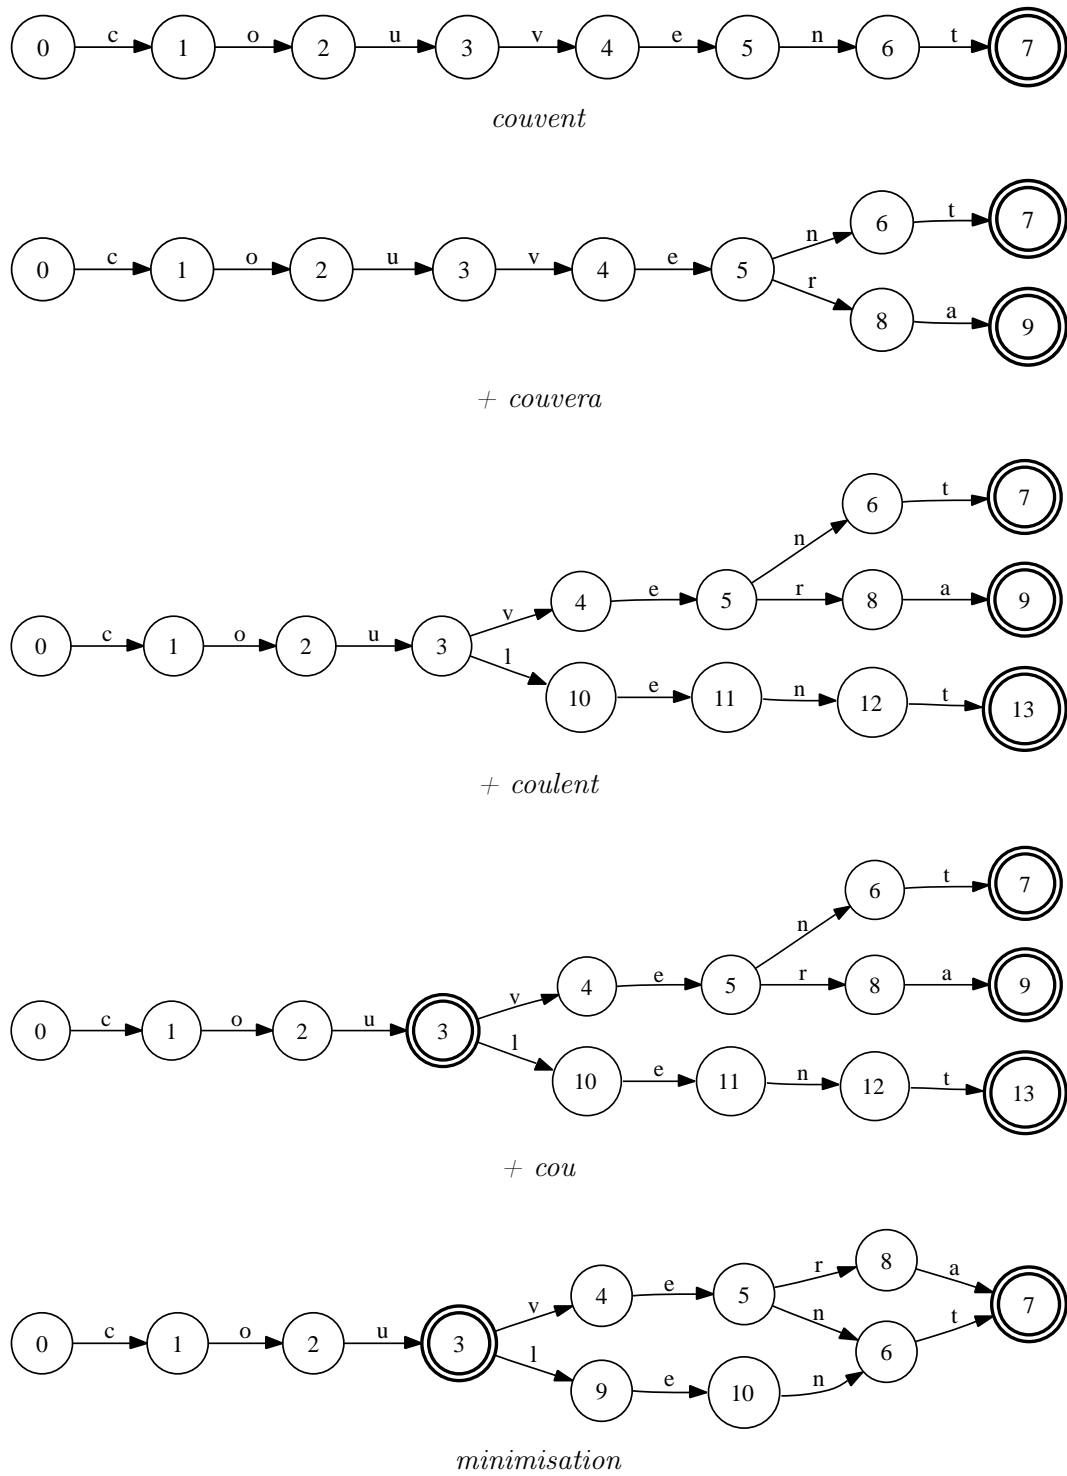 0 c 1 o 2 u 3 v 4 e 5 n 6 t 7
couvent
6 t 7
n
0 c 1 o 2 u 3 v 4 e 5
r
8 a 9
+ couvera
6 t 7
n
v 4 e 5 r 8 a 9
0 c 1 o 2 u 3
l 10 e 11 n 12 t 13
+ coulent
6 t 7
n
v 4 e 5 r 8 a 9
0 c 1 o 2 u 3
l 10 e 11 n 12 t 13
+ cou
r 8 a
v 4 e 5 n 7
0 c 1 o 2 u 3 6 t
l 9 e 10 n
minimisation